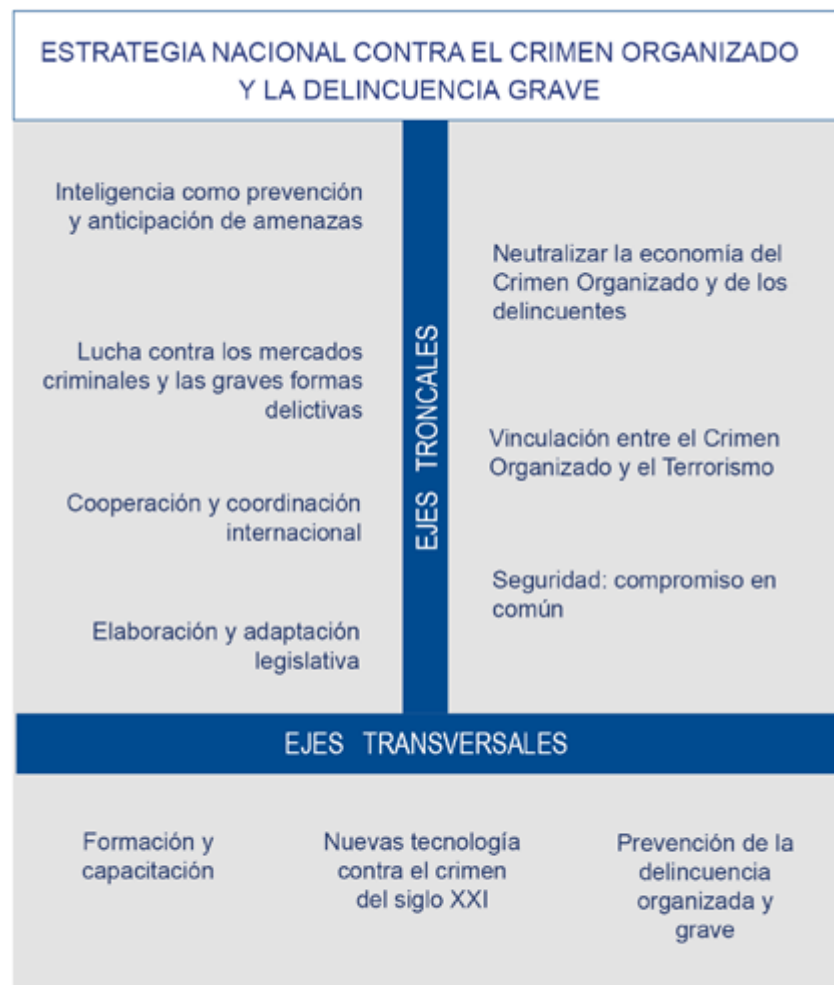 ESTRATEGIA NACIONAL CONTRA EL CRIMEN ORGANIZADO
Y LA DELINCUENCIA GRAVE
Inteligencia como prevención
y anticipación de amenazas
Lucha contra los mercados
criminales y las graves formas
delictivas
Cooperación y coordinación
internacional
Elaboración y adaptación
legislativa
EJES TRONCALES
Neutralizar la economía del
Crimen Organizado y de los
delincuentes
Vinculación entre el Crimen
Organizado y el Terrorismo
Seguridad: compromiso en
común
EJES TRANSVERSALES
Formación y
capacitación
Nuevas tecnología
contra el crimen
del siglo XXI
Prevención de la
delincuencia
organizada y
grave